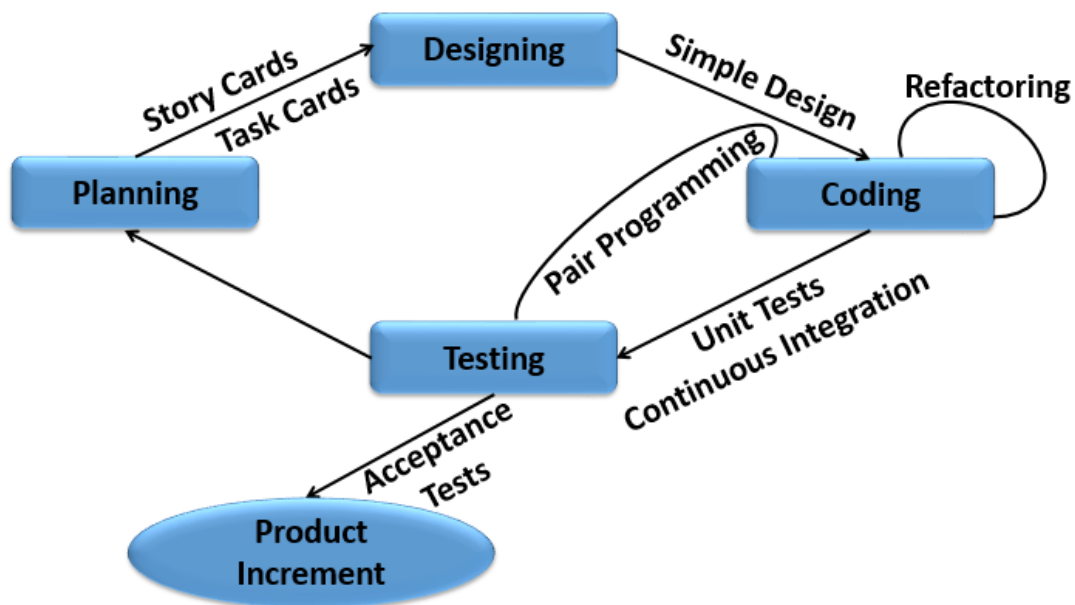 Designing
Simple Design
Refactoring
Story Cards
Task Cards
Planning
Pair Programming
Coding
Unit Tests
Continuous Integration
Testing
Acceptance
Tests
Product
Increment